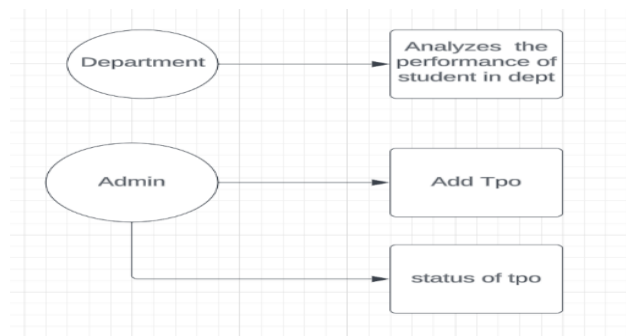 Department
Analyzes the
performance of
student in dept
Admin
Add Tpo
status of tpo